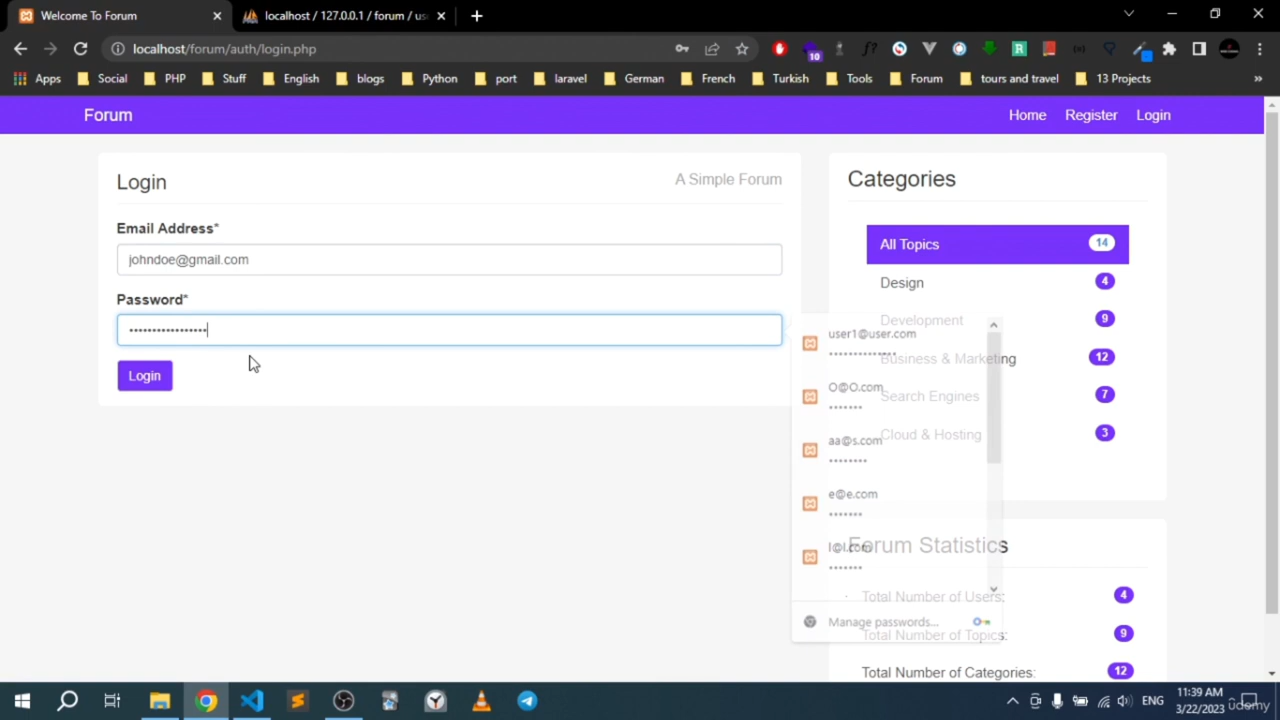 Welcome To Forum
localhost / 127.0.0.1 / forum / us
localhost/forum/auth/login.php
10
Apps
Social
PHP
Stuff
English
blogs
Python
port
laravel
German
French
Turkish
Tools
Forum
tours and travel
13 Projects
Forum
Home
Register
Login
Login
A Simple Forum
Email Address*
johndoe@gmail.com
Password*
•••••••••••••••••
Login
Categories
All Topics 14
Design 4
Development 9
Business & Marketing 12
Search Engines 7
Cloud & Hosting 3
user1@user.com
O@O.com
aa@s.com
e@e.com
l@l.com
Manage passwords...
Forum Statistics
Total Number of Users: 4
Total Number of Topics: 9
Total Number of Categories: 12
ENG
11:39 AM
3/22/2023
udemy